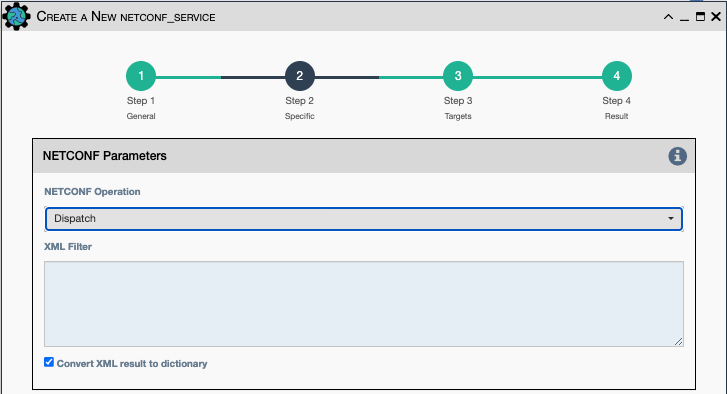 Create a New netconf_service
1
2
3
4
Step 1
Step 2
Step 3
Step 4
General
Specific
Targets
Result
NETCONF Parameters
NETCONF Operation
Dispatch
XML Filter
Convert XML result to dictionary